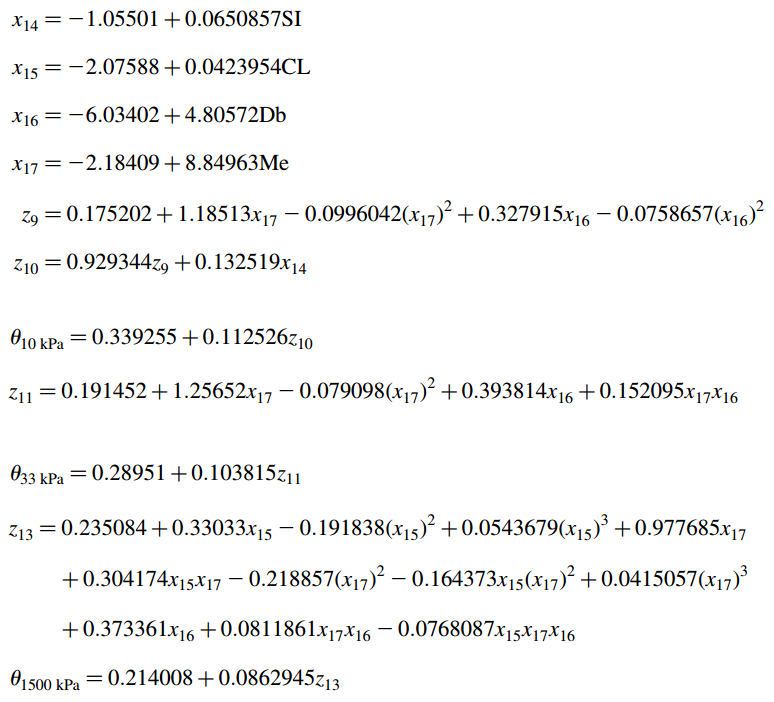 x₁₄ = −1.05501 + 0.0650857SI
x₁₅ = −2.07588 + 0.0423954CL
x₁₆ = −6.03402 + 4.80572Db
x₁₇ = −2.18409 + 8.84963Me
z₉ = 0.175202 + 1.18513x₁₇ − 0.0996042(x₁₇)² + 0.327915x₁₆ − 0.0758657(x₁₆)²
z₁₀ = 0.929344z₉ + 0.132519x₁₄
θ₁₀ kPa = 0.339255 + 0.112526z₁₀
z₁₁ = 0.191452 + 1.25652x₁₇ − 0.079098(x₁₇)² + 0.393814x₁₆ + 0.152095x₁₇x₁₆
θ₃₃ kPa = 0.28951 + 0.103815z₁₁
z₁₃ = 0.235084 + 0.33033x₁₅ − 0.191838(x₁₅)² + 0.0543679(x₁₅)³ + 0.977685x₁₇
+ 0.304174x₁₅x₁₇ − 0.218857(x₁₇)² − 0.164373x₁₅(x₁₇)² + 0.0415057(x₁₇)³
+ 0.373361x₁₆ + 0.0811861x₁₇x₁₆ − 0.0768087x₁₅x₁₇x₁₆
θ₁₅₀₀ kPa = 0.214008 + 0.0862945z₁₃